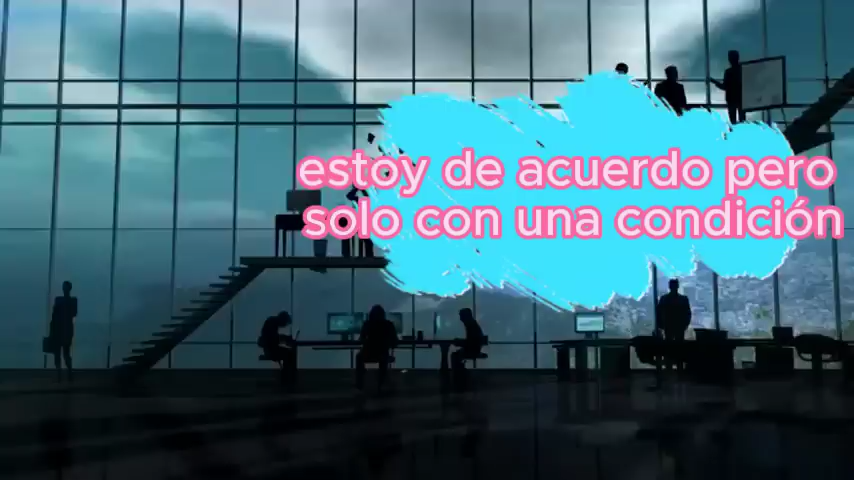 estoy de acuerdo pero
solo con una condición